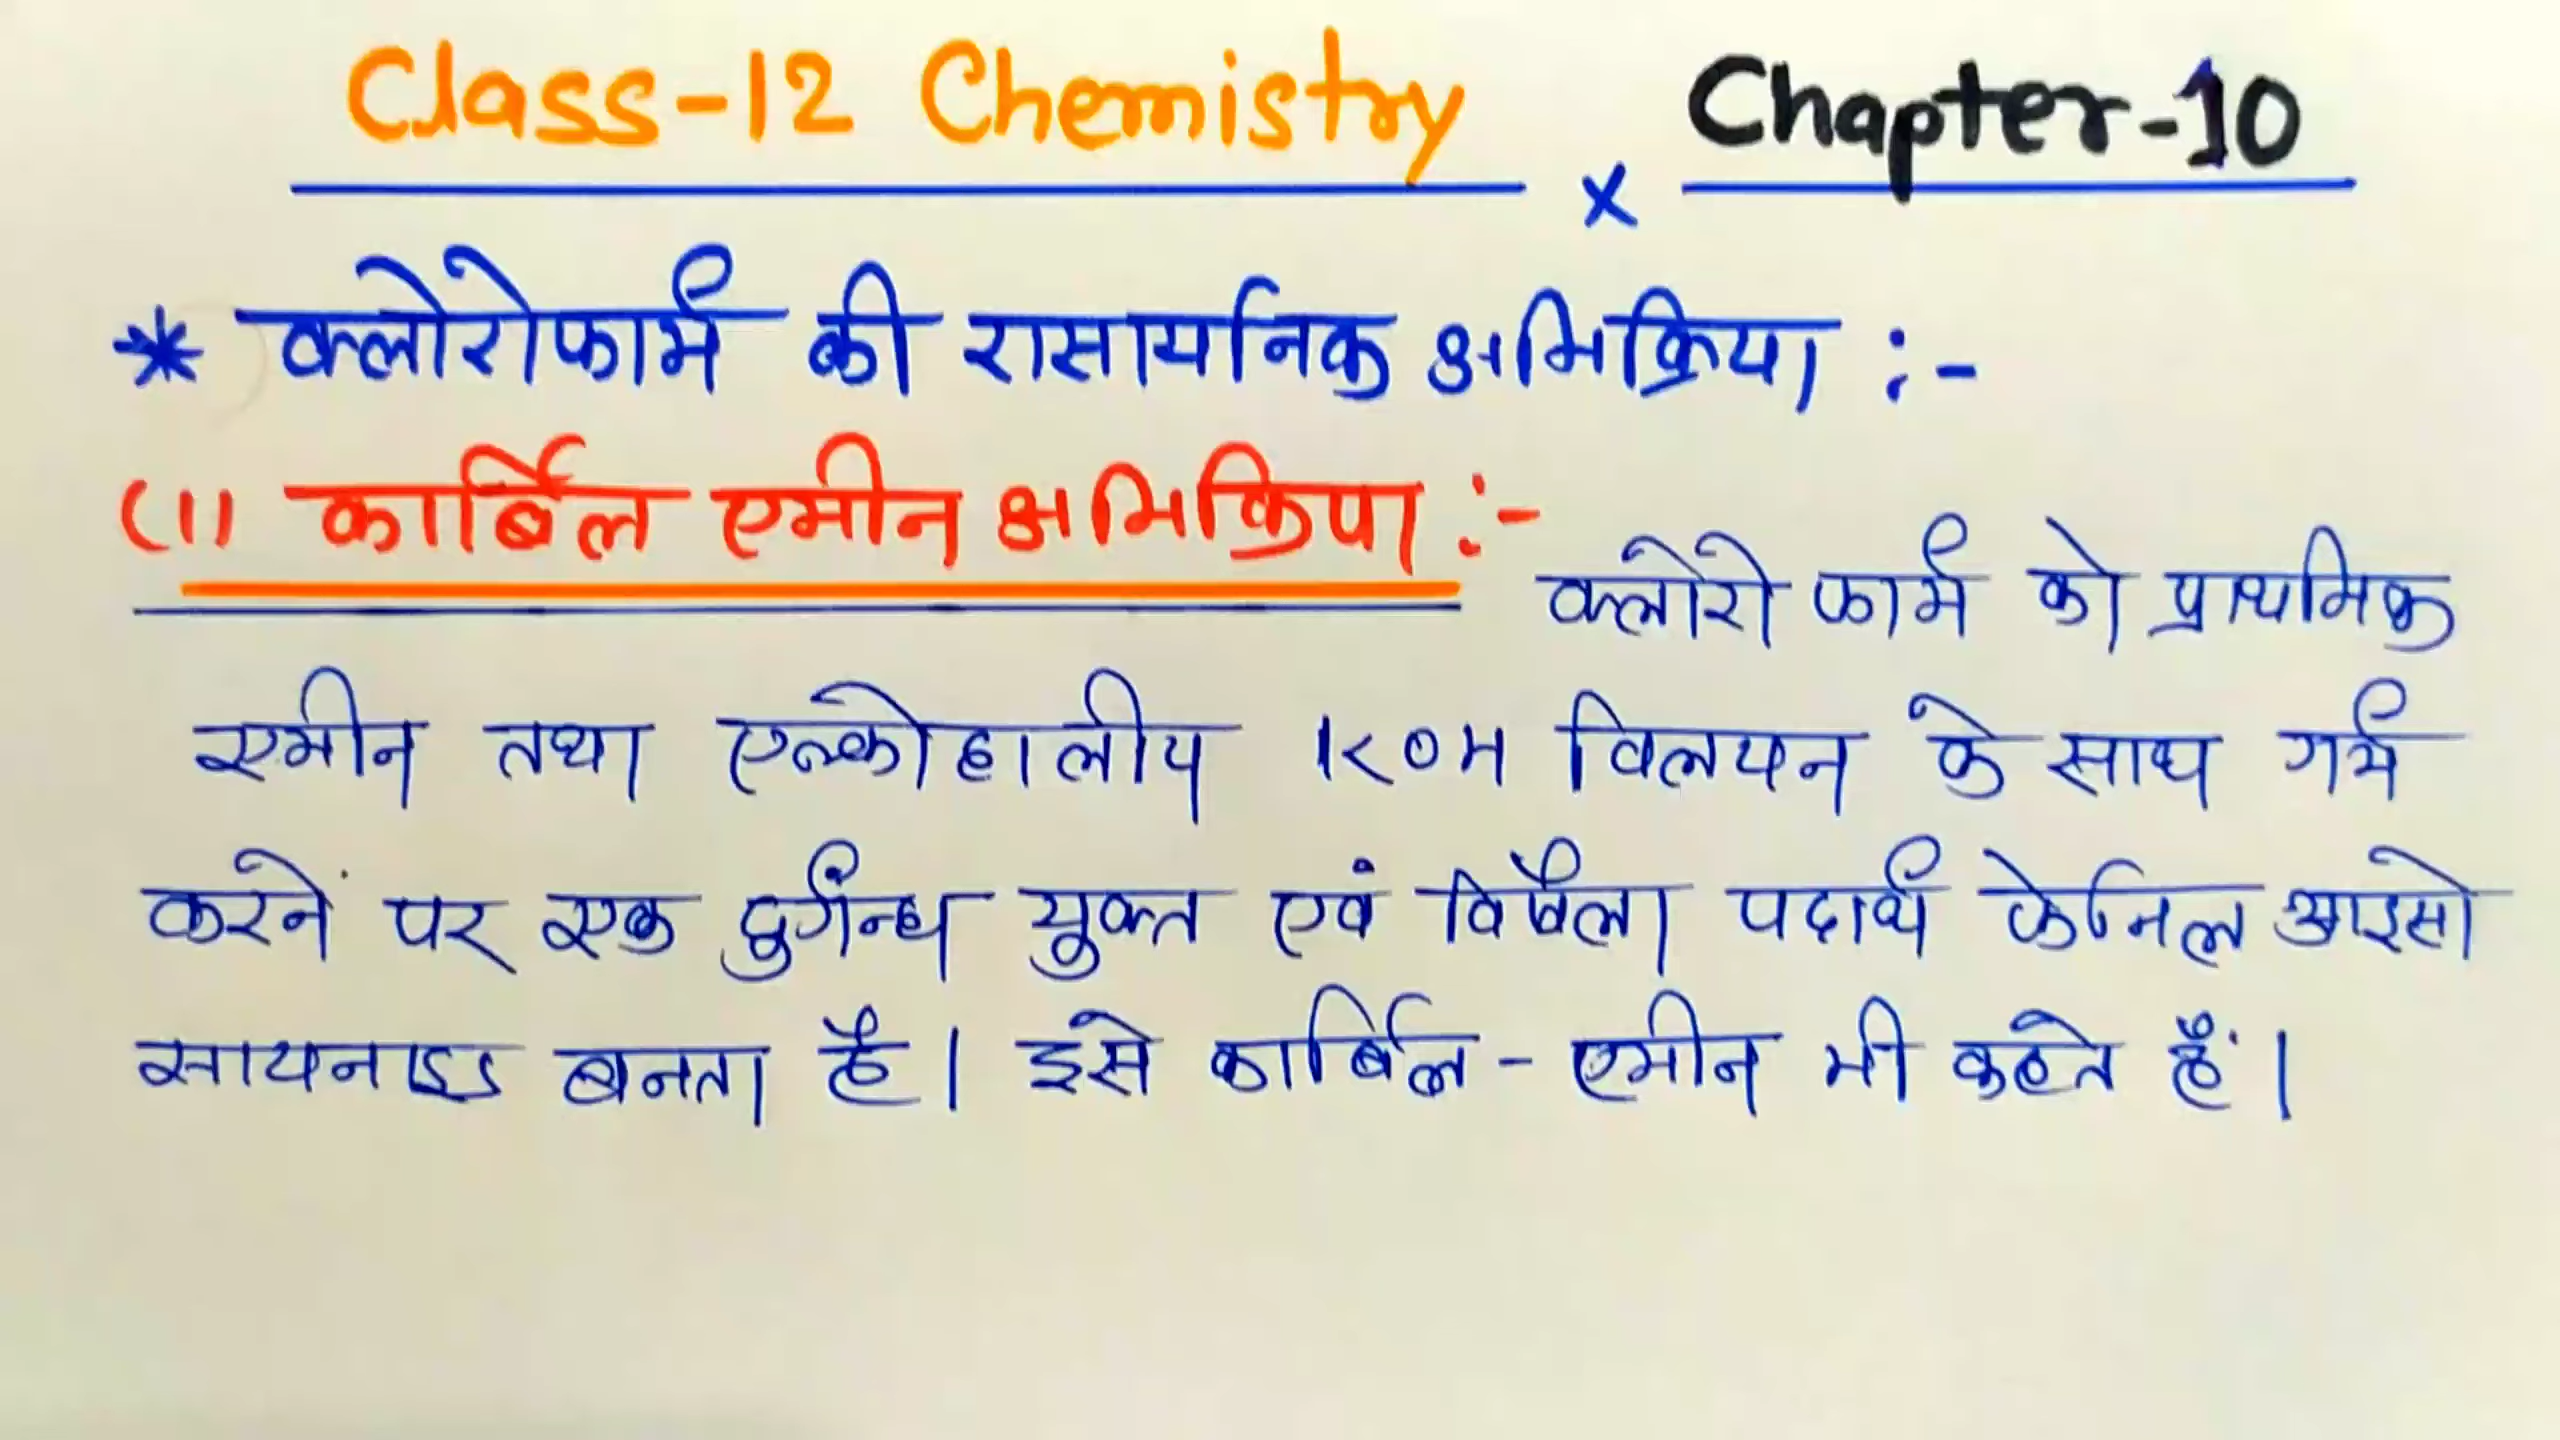 Class-12 Chemistry x Chapter-10
* क्लोरोफार्म की रासायनिक अभिक्रिया :-
(1) कार्बिल एमीन अभिक्रिया :-
क्लोरो फार्म को प्राथमिक
एमीन तथा एल्कोहालीय KOH विलयन के साथ गर्म
करनें पर एक दुर्गन्ध युक्त एवं विषैला पदार्थ फेनिल आइसो
सायनाइड बनता है। इसे कार्बिल - एमीन भी कहते हैं।